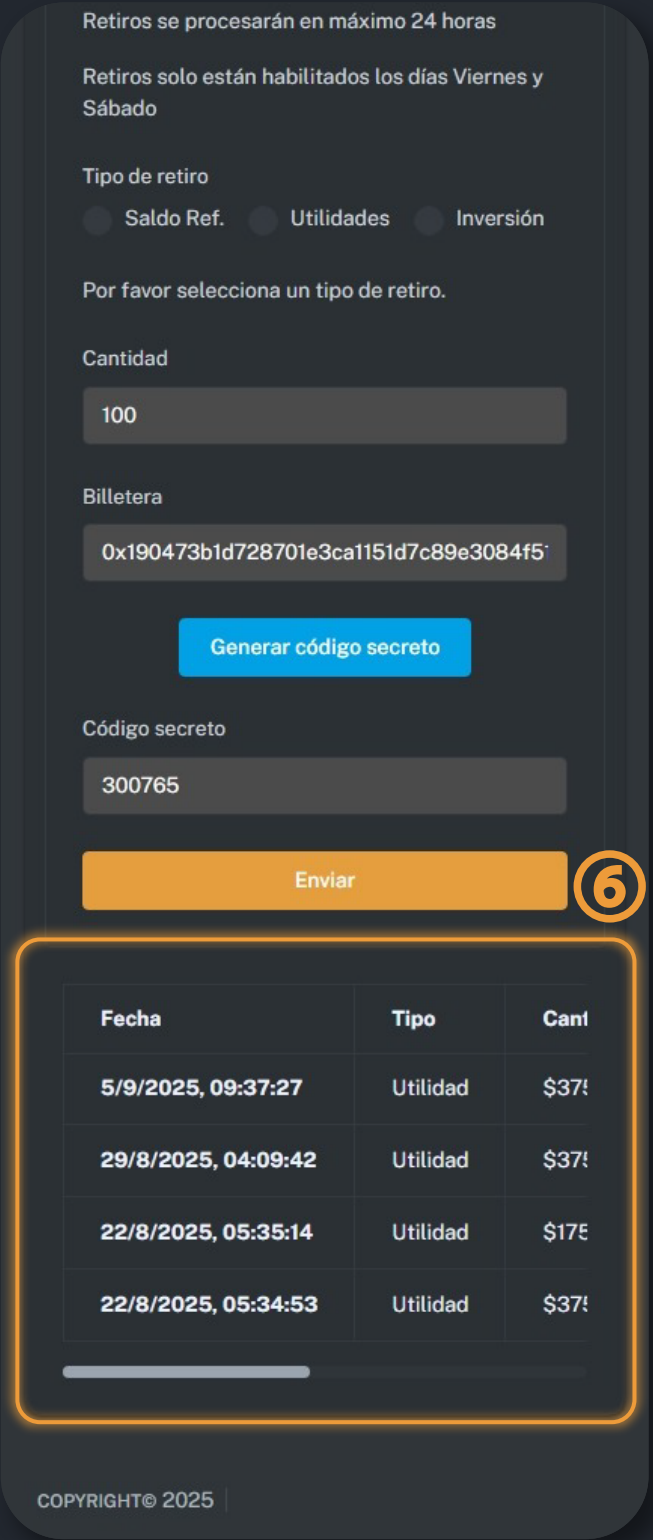 Retiros se procesarán en máximo 24 horas
Retiros solo están habilitados los días Viernes y
Sábado
Tipo de retiro
Saldo Ref. Utilidades Inversión
Por favor selecciona un tipo de retiro.
Cantidad
100
Billetera
0x190473b1d728701e3ca1151d7c89e3084f5
Generar código secreto
Código secreto
300765
Enviar
6
Fecha Tipo
5/9/2025, 09:37:27 Utilidad
29/8/2025, 04:09:42 Utilidad
22/8/2025, 05:35:14 Utilidad $175
22/8/2025, 05:34:53 Utilidad
COPYRIGHT© 2025